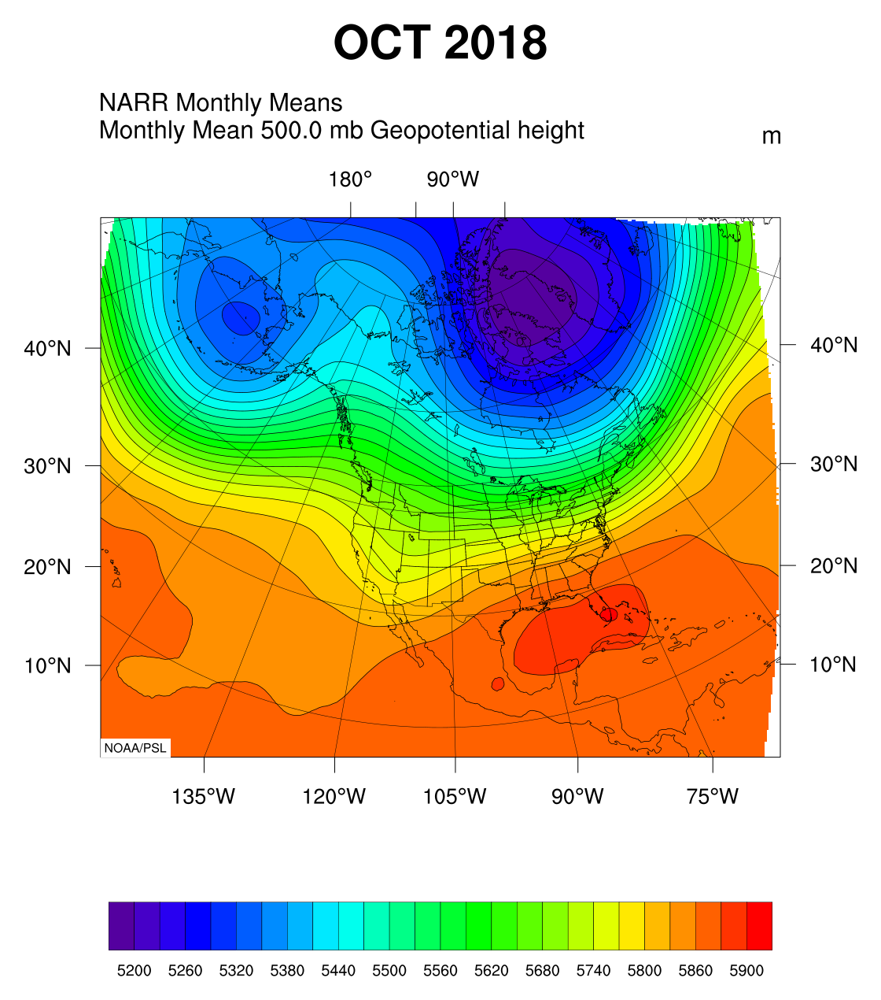 OCT 2018
NARR Monthly Means
Monthly Mean 500.0 mb Geopotential height
m
180° 90°W
40°N 40°N
30°N 30°N
20°N 20°N
10°N 10°N
NOAA/PSL
135°W 120°W 105°W 90°W 75°W
5200 5260 5320 5380 5440 5500 5560 5620 5680 5740 5800 5860 5900